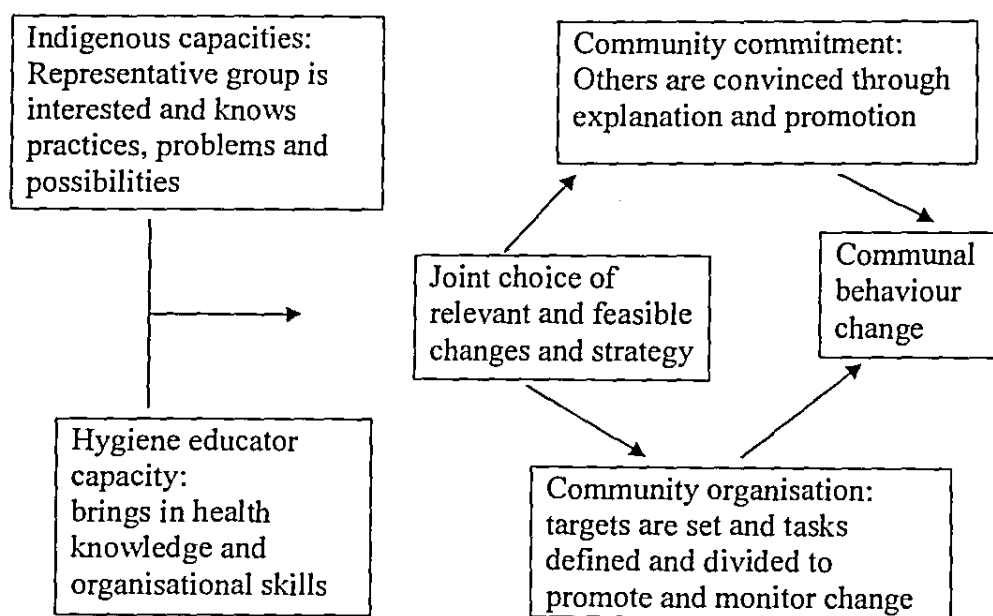 Indigenous capacities:
Representative group is
interested and knows
practices, problems and
possibilities
Hygiene educator
capacity:
brings in health
knowledge and
organisational skills
Joint choice of
relevant and feasible
changes and strategy
Community commitment:
Others are convinced through
explanation and promotion
Community organisation:
targets are set and tasks
defined and divided to
promote and monitor change
Communal
behaviour
change